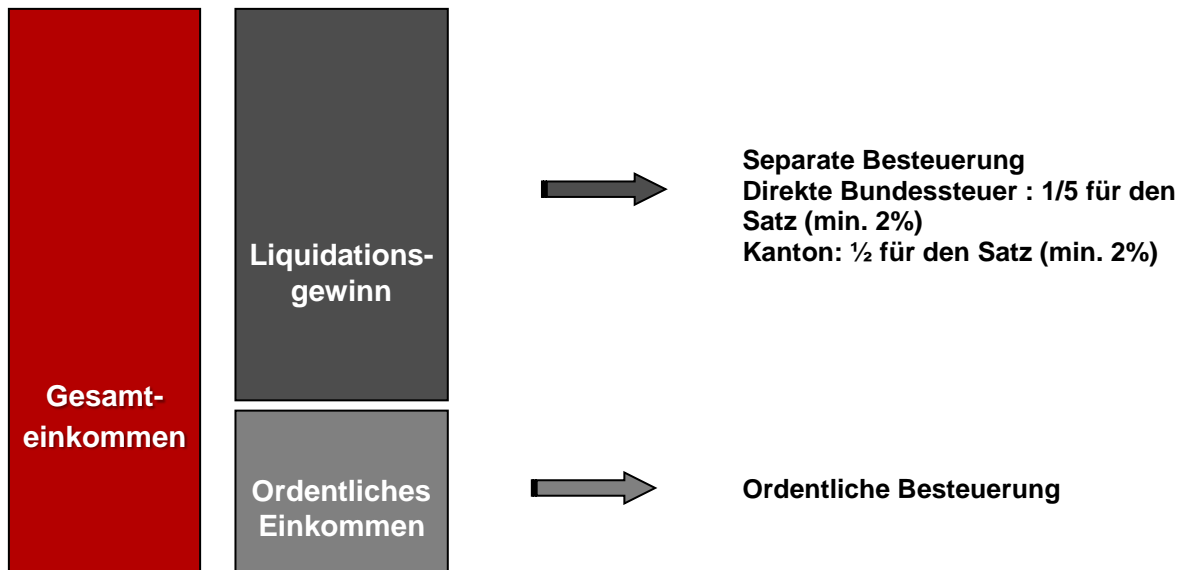 Gesamt-
einkommen
Liquidations-
gewinn
Separate Besteuerung
Direkte Bundessteuer : 1/5 für den
Satz (min. 2%)
Kanton: ½ für den Satz (min. 2%)
Ordentliches
Einkommen
Ordentliche Besteuerung